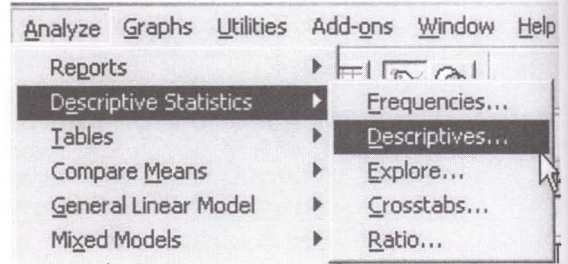 Analyze Graphs Utilities Add-ons Window Help
Reports
Descriptive Statistics
Tables
Compare Means
General Linear Model
Mixed Models
Frequencies...
Descriptives...
Explore...
Crosstabs...
Ratio...